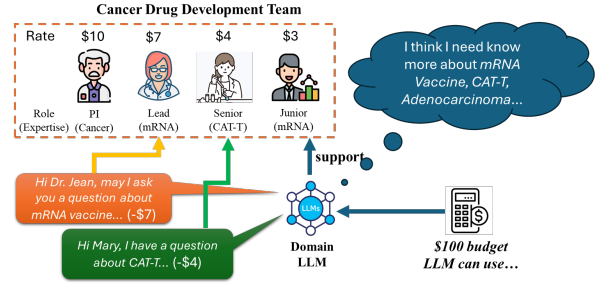 Cancer Drug Development Team
Rate $10 $7 $4 $3
Role PI Lead Senior Junior
(Expertise) (Cancer) (mRNA) (CAT-T) (mRNA)
I think I need know
more about mRNA
Vaccine, CAT-T,
Adenocarcinoma...
support
Hi Dr. Jean, may I ask
you a question about
mRNA vaccine... (-$7)
Hi Mary, I have a question
about CAT-T... (-$4)
LLMs
Domain
LLM
$100 budget
LLM can use...